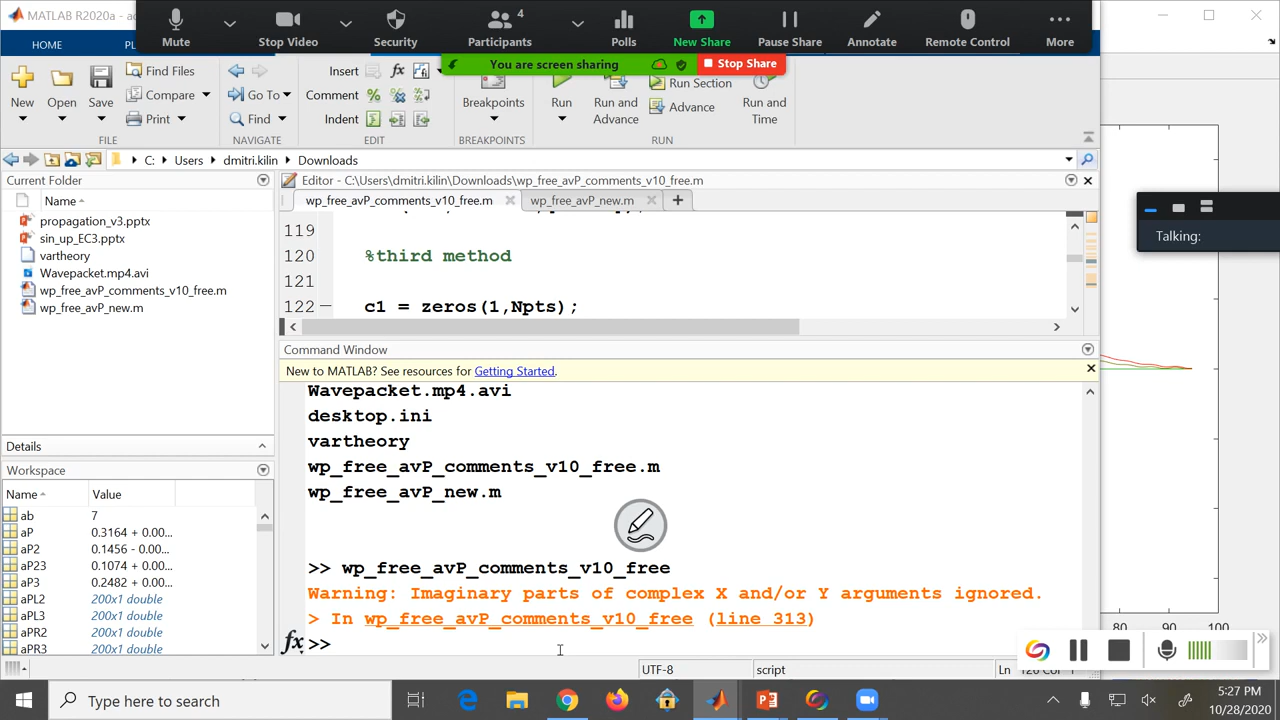 MATLAB R2020a - a
Mute
Stop Video
Security
4
Participants
Polls
New Share
Pause Share
Annotate
Remote Control
More
You are screen sharing
Stop Share
HOME
New
Open
Save
Find Files
Compare
Print
FILE
Go To
Find
NAVIGATE
Insert
fx
Comment
Indent
EDIT
Breakpoints
BREAKPOINTS
Run
Run and
Advance
Run Section
Advance
Run and
Time
RUN
C: Users dmitri.kilin Downloads
Current Folder
Name
propagation_v3.pptx
sin_up_EC3.pptx
vartheory
Wavepacket.mp4.avi
wp_free_avP_comments_v10_free.m
wp_free_avP_new.m
Details
Workspace
Name Value
ab 7
aP 0.3164 + 0.00...
aP2 0.1456 - 0.00...
aP23 0.1074 + 0.00...
aP3 0.2482 + 0.00...
aPL2 200x1 double
aPL3 200x1 double
aPR2 200x1 double
aPR3 200x1 double
Editor - C:\Users\dmitri.kilin\Downloads\wp_free_avP_comments_v10_free.m
wp_free_avP_comments_v10_free.m
wp_free_avP_new.m
119
120 %third method
121
122 c1 = zeros(1,Npts);
Command Window
New to MATLAB? See resources for Getting Started.
Wavepacket.mp4.avi
desktop.ini
vartheory
wp_free_avP_comments_v10_free.m
wp_free_avP_new.m
>> wp_free_avP_comments_v10_free
Warning: Imaginary parts of complex X and/or Y arguments ignored.
> In wp_free_avP_comments_v10_free (line 313)
fx >>
UTF-8
script
Talking:
80 90 100
Type here to search
5:27 PM
10/28/2020